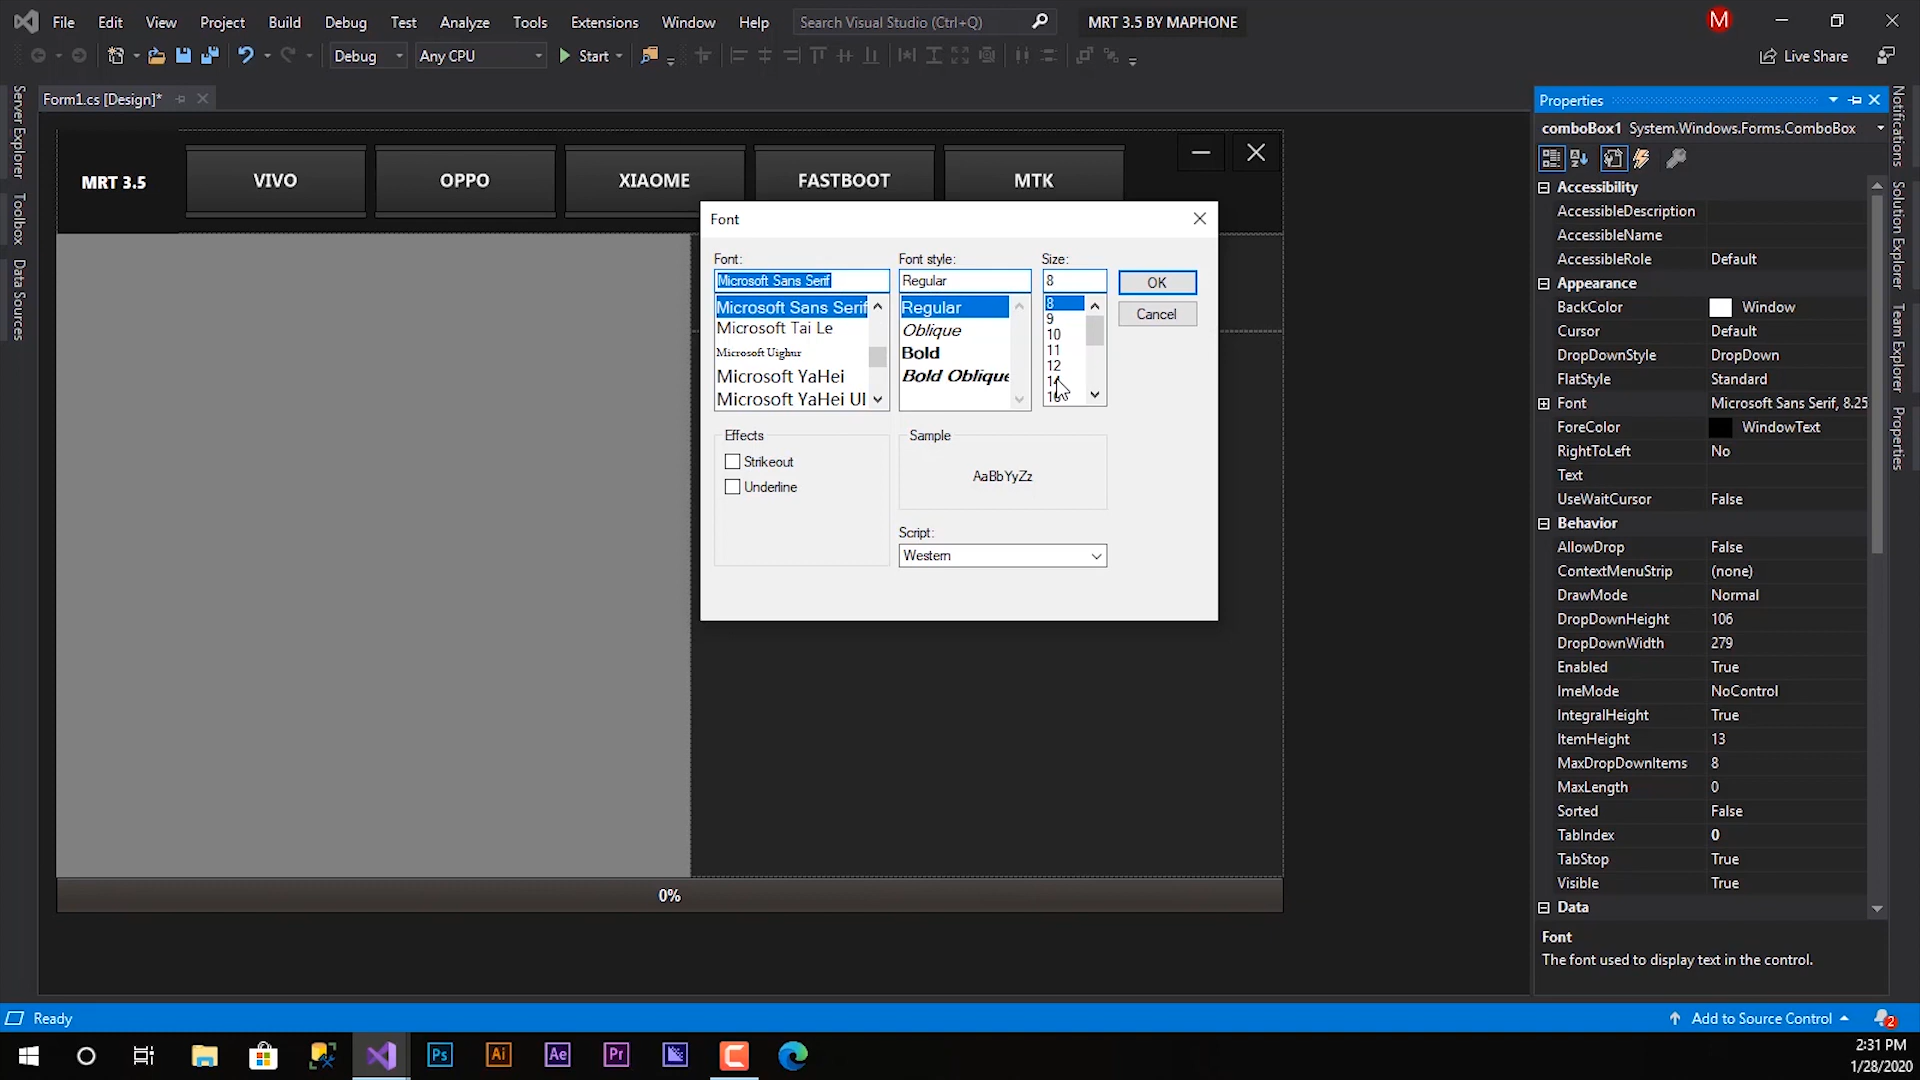 File Edit View Project Build Debug Test Analyze Tools Extensions Window Help Search Visual Studio (Ctrl+Q) MRT 3.5 BY MAPHONE M
Debug Any CPU Start Live Share
Form1.cs [Design]*
Server Explorer
Toolbox
Data Sources
MRT 3.5 VIVO OPPO XIAOME FASTBOOT MTK
0%
Font
Font: Font style: Size:
Microsoft Sans Serif Regular 8 OK
Microsoft Sans Serif Regular 8 Cancel
Microsoft Tai Le Oblique 9
Microsoft Uighur Bold 10
Microsoft YaHei Bold Oblique 11
Microsoft YaHei UI 12
Effects Sample
Strikeout AaBbYyZz
Underline
Script:
Western
Properties
comboBox1 System.Windows.Forms.ComboBox
Accessibility
AccessibleDescription
AccessibleName
AccessibleRole Default
Appearance
BackColor Window
Cursor Default
DropDownStyle DropDown
FlatStyle Standard
Font Microsoft Sans Serif, 8.25
ForeColor WindowText
RightToLeft No
Text
UseWaitCursor False
Behavior
AllowDrop False
ContextMenuStrip (none)
DrawMode Normal
DropDownHeight 106
DropDownWidth 279
Enabled True
ImeMode NoControl
IntegralHeight True
ItemHeight 13
MaxDropDownItems 8
MaxLength 0
Sorted False
TabIndex 0
TabStop True
Visible True
Data
Font
The font used to display text in the control.
Notifications
Solution Explorer
Team Explorer
Properties
Ready Add to Source Control 2
Ps Ai Ae Pr
2:31 PM
1/28/2020